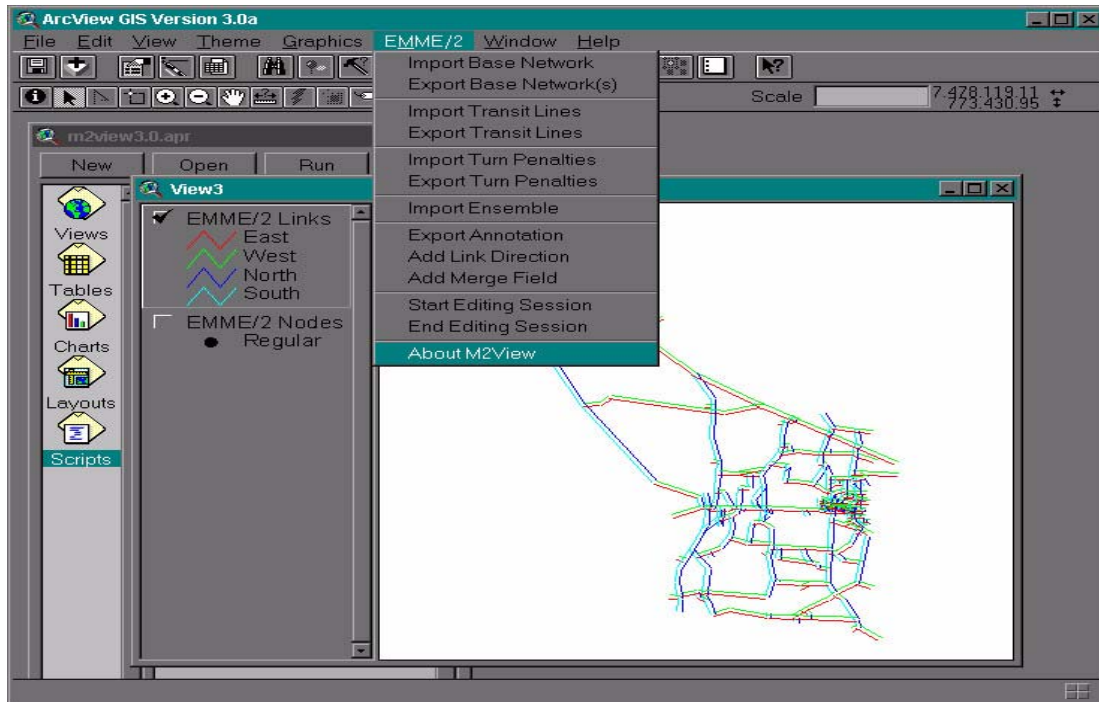 ArcView GIS Version 3.0a
File Edit View Theme Graphics EMME/2 Window Help
Scale 7,478,119.11
773,430.95
Import Base Network
Export Base Network(s)
Import Transit Lines
Export Transit Lines
Import Turn Penalties
Export Turn Penalties
Import Ensemble
Export Annotation
Add Link Direction
Add Merge Field
Start Editing Session
End Editing Session
About M2View
m2view3.0.apr
New Open Run
Views
Tables
Charts
Layouts
Scripts
View3
EMME/2 Links
East
West
North
South
EMME/2 Nodes
Regular